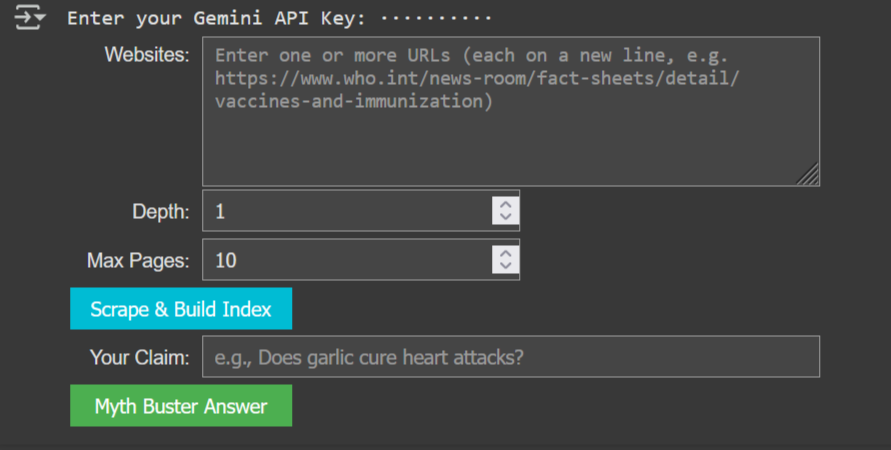 Enter your Gemini API Key: ··········
Websites:
Enter one or more URLs (each on a new line, e.g.
https://www.who.int/news-room/fact-sheets/detail/
vaccines-and-immunization)
Depth: 1
Max Pages: 10
Scrape & Build Index
Your Claim: e.g., Does garlic cure heart attacks?
Myth Buster Answer